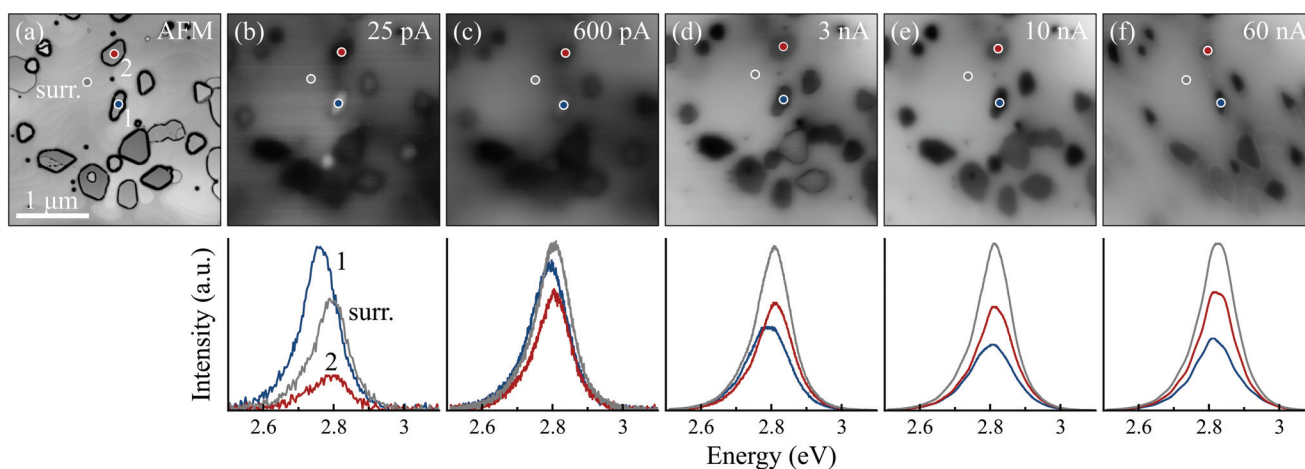 (a) AFM
2
surr.
1
1 μm
(b) 25 pA
(c) 600 pA
(d) 3 nA
(e) 10 nA
(f) 60 nA
Intensity (a.u.)
1
surr.
2
2.6 2.8 3
2.6 2.8 3
2.6 2.8 3
2.6 2.8 3
2.6 2.8 3
Energy (eV)